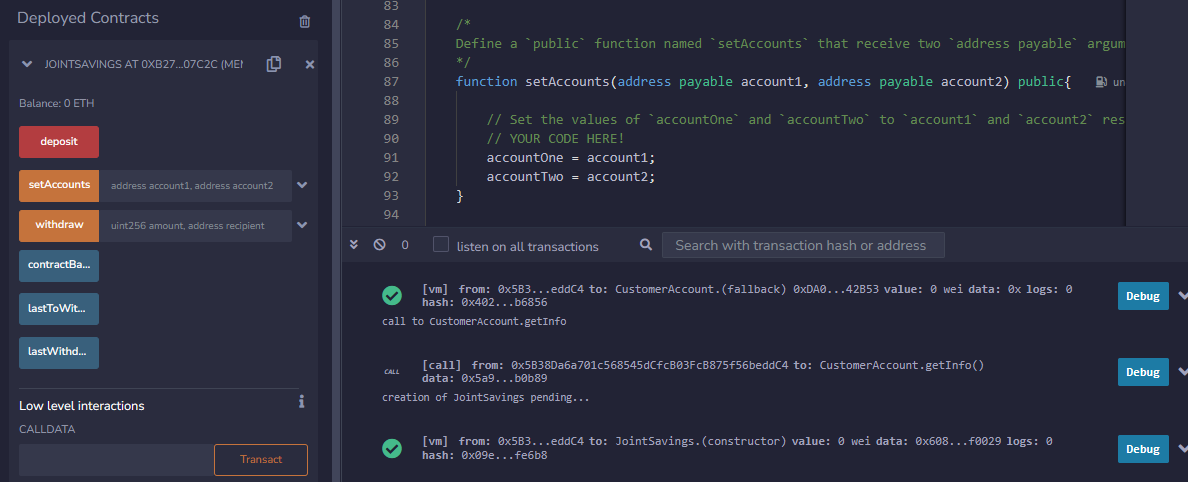 Deployed Contracts
JOINTSAVINGS AT 0XB27...07C2C (MEM
Balance: 0 ETH
deposit
setAccounts address account1, address account2
withdraw uint256 amount, address recipient
contractBa...
lastToWit...
lastWithd...
Low level interactions
CALLDATA
Transact
83
84 /*
85 Define a `public` function named `setAccounts` that receive two `address payable` argum
86 */
87 function setAccounts(address payable account1, address payable account2) public{ un
88
89 // Set the values of `accountOne` and `accountTwo` to `account1` and `account2` res
90 // YOUR CODE HERE!
91 accountOne = account1;
92 accountTwo = account2;
93 }
94
0 listen on all transactions Search with transaction hash or address
[vm] from: 0x5B3...eddC4 to: CustomerAccount.(fallback) 0xDA0...42B53 value: 0 wei data: 0x logs: 0
hash: 0x402...b6856
Debug
call to CustomerAccount.getInfo
CALL [call] from: 0x5B38Da6a701c568545dCfcB03FcB875f56beddC4 to: CustomerAccount.getInfo()
data: 0x5a9...b0b89
Debug
creation of JointSavings pending...
[vm] from: 0x5B3...eddC4 to: JointSavings.(constructor) value: 0 wei data: 0x608...f0029 logs: 0
hash: 0x09e...fe6b8
Debug